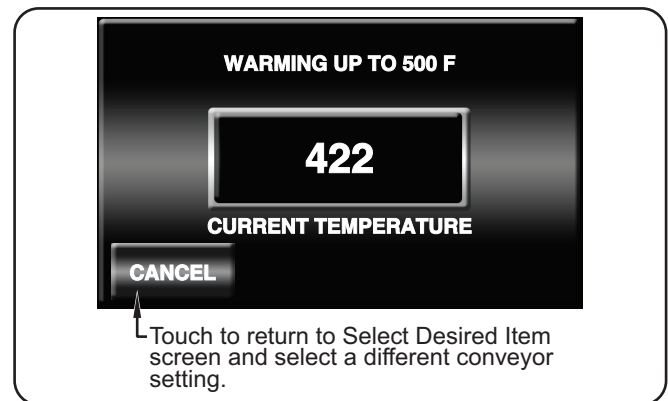 WARMING UP TO 500 F
422
CURRENT TEMPERATURE
CANCEL
Touch to return to Select Desired Item
screen and select a different conveyor
setting.